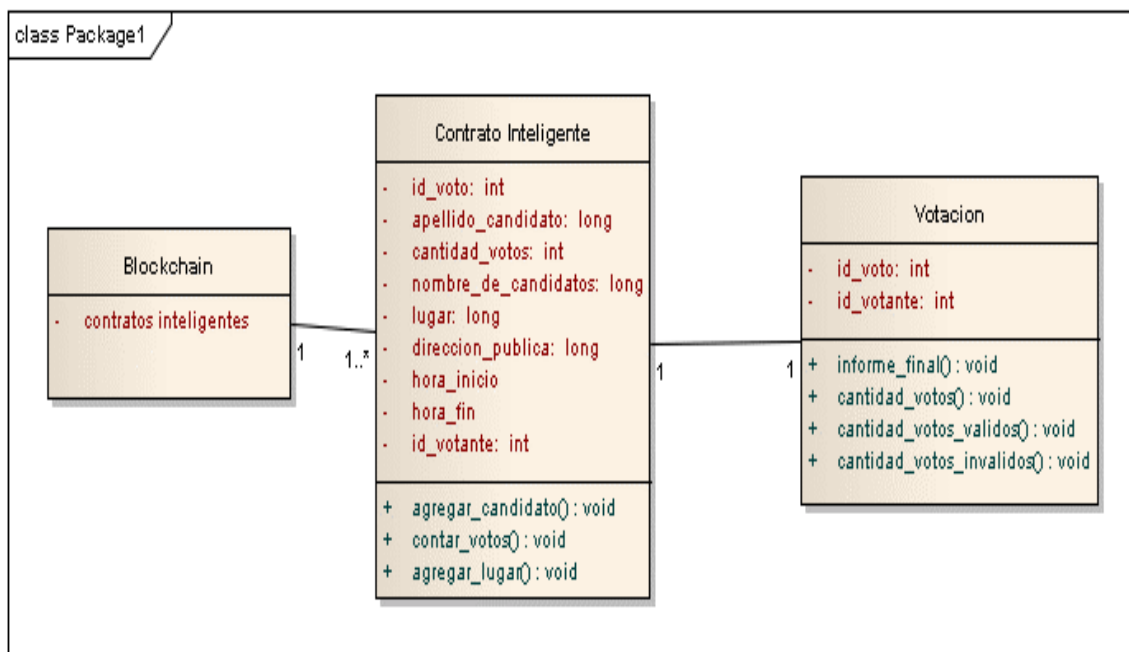 class Package1
Blockchain
- contratos inteligentes
1
1..*
Contrato Inteligente
- id_voto: int
- apellido_candidato: long
- cantidad_votos: int
- nombre_de_candidatos: long
- lugar: long
- direccion_publica: long
- hora_inicio
- hora_fin
- id_votante: int
+ agregar_candidato() : void
+ contar_votos() : void
+ agregar_lugar() : void
1
1
Votacion
- id_voto: int
- id_votante: int
+ informe_final() : void
+ cantidad_votos() : void
+ cantidad_votos_validos() : void
+ cantidad_votos_invalidos() : void